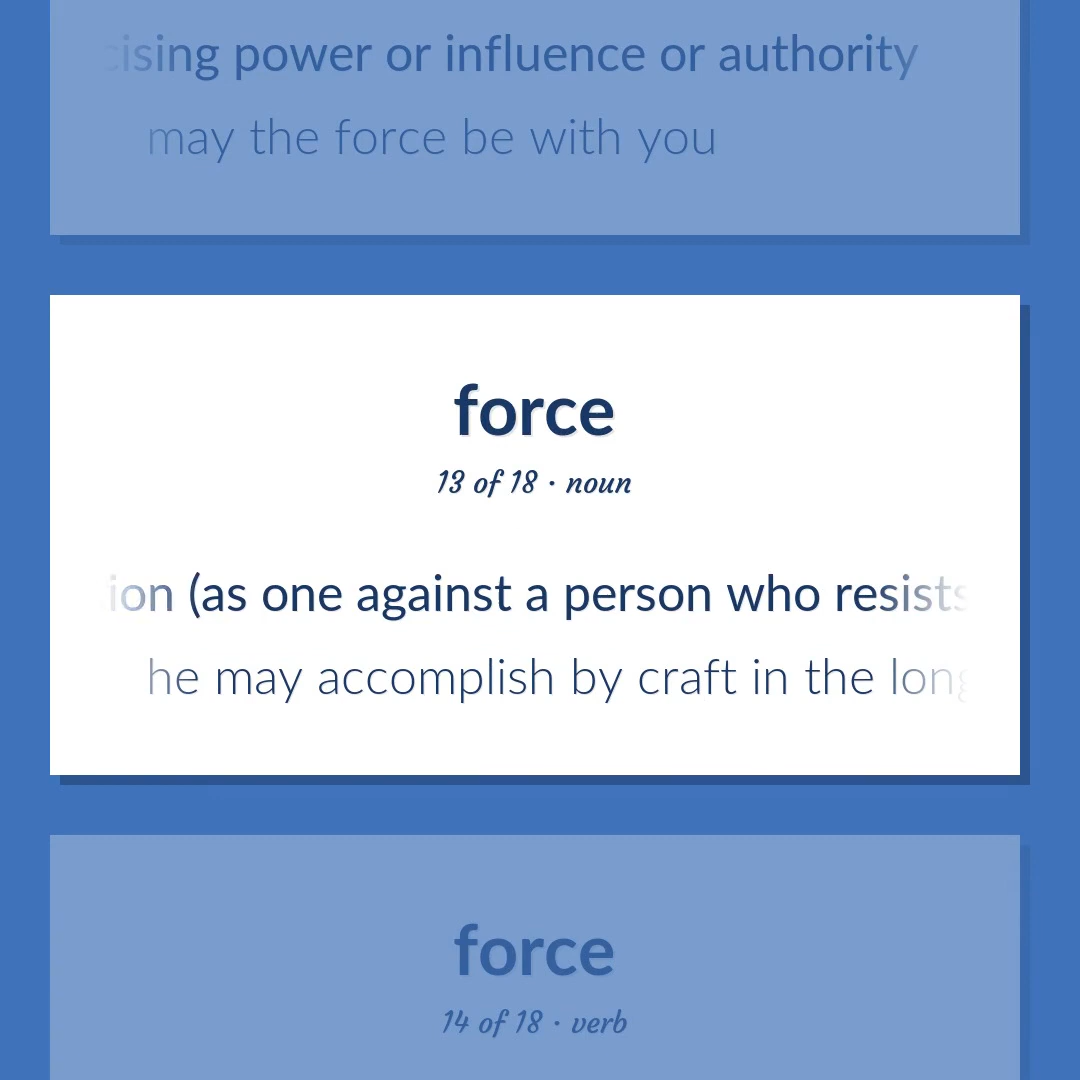 cising power or influence or authority
may the force be with you
force
13 of 18 · noun
ion (as one against a person who resists
he may accomplish by craft in the long
force
14 of 18 · verb